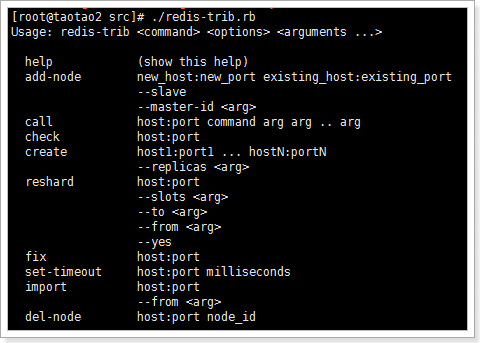 [root@taotao2 src]# ./redis-trib.rb
Usage: redis-trib <command> <options> <arguments ...>
help            (show this help)
add-node        new_host:new_port existing_host:existing_port
--slave
--master-id <arg>
call            host:port command arg arg .. arg
check           host:port
create          host1:port1 ... hostN:portN
--replicas <arg>
reshard         host:port
--slots <arg>
--to <arg>
--from <arg>
--yes
fix             host:port
set-timeout     host:port milliseconds
import          host:port
--from <arg>
del-node        host:port node_id